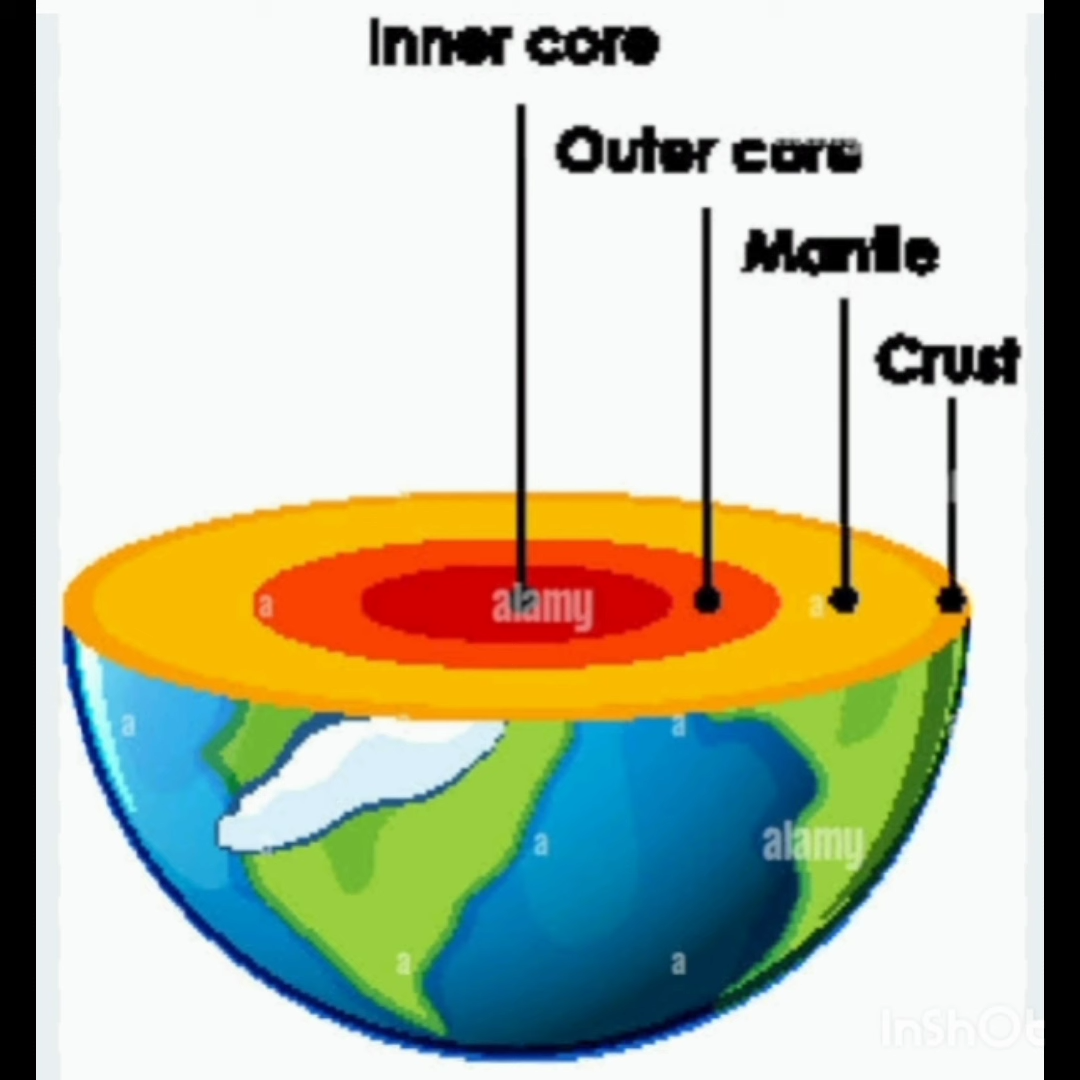 Inner core
Outer core
Mantle
Crust
alamy
a
a
a
a
a
alamy
a
a
InShOt